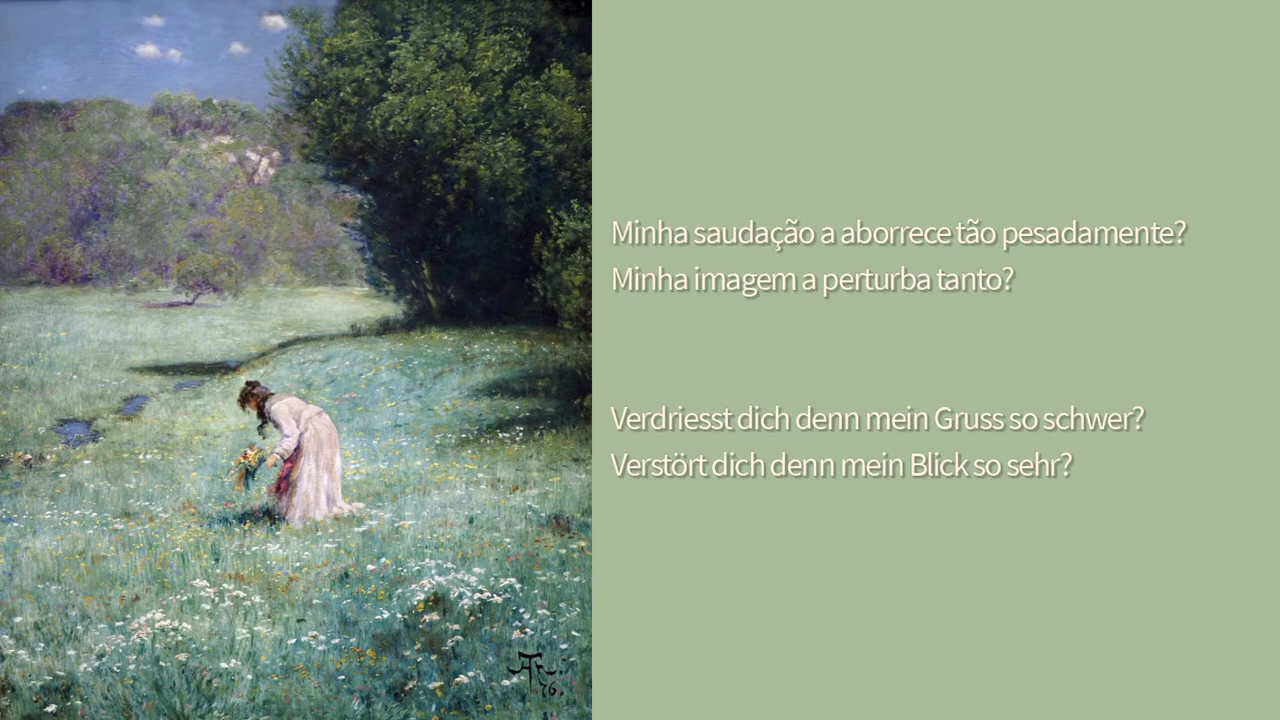 Minha saudação a aborrece tão pesadamente?
Minha imagem a perturba tanto?
Verdriesst dich denn mein Gruss so schwer?
Verstört dich denn mein Blick so sehr?
76.